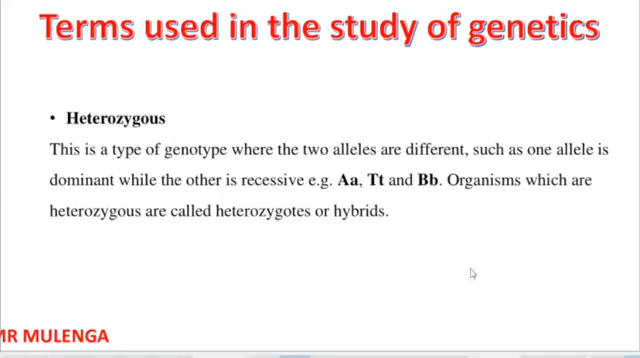 Terms used in the study of genetics
• Heterozygous
This is a type of genotype where the two alleles are different, such as one allele is
dominant while the other is recessive e.g. Aa, Tt and Bb. Organisms which are
heterozygous are called heterozygotes or hybrids.
MR MULENGA